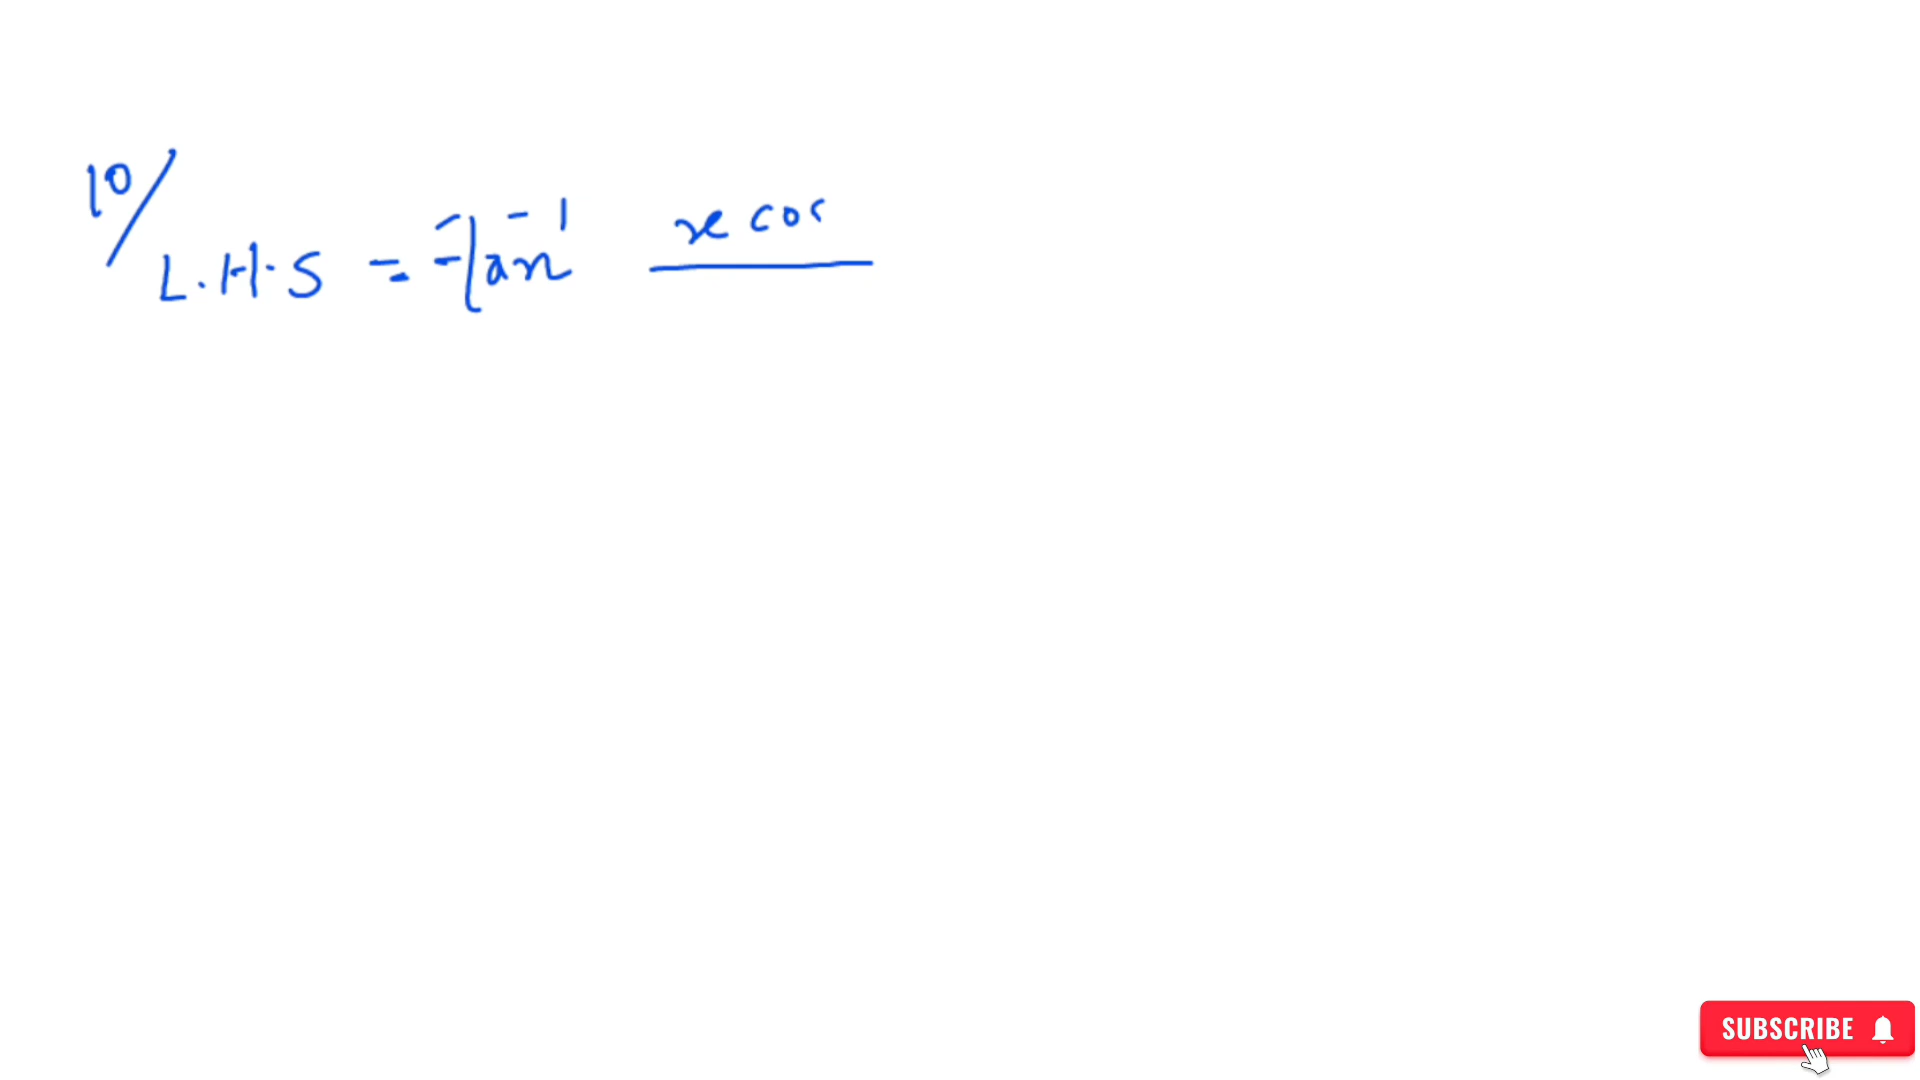 10/
L.H.S = Tan⁻¹ x cos
SUBSCRIBE